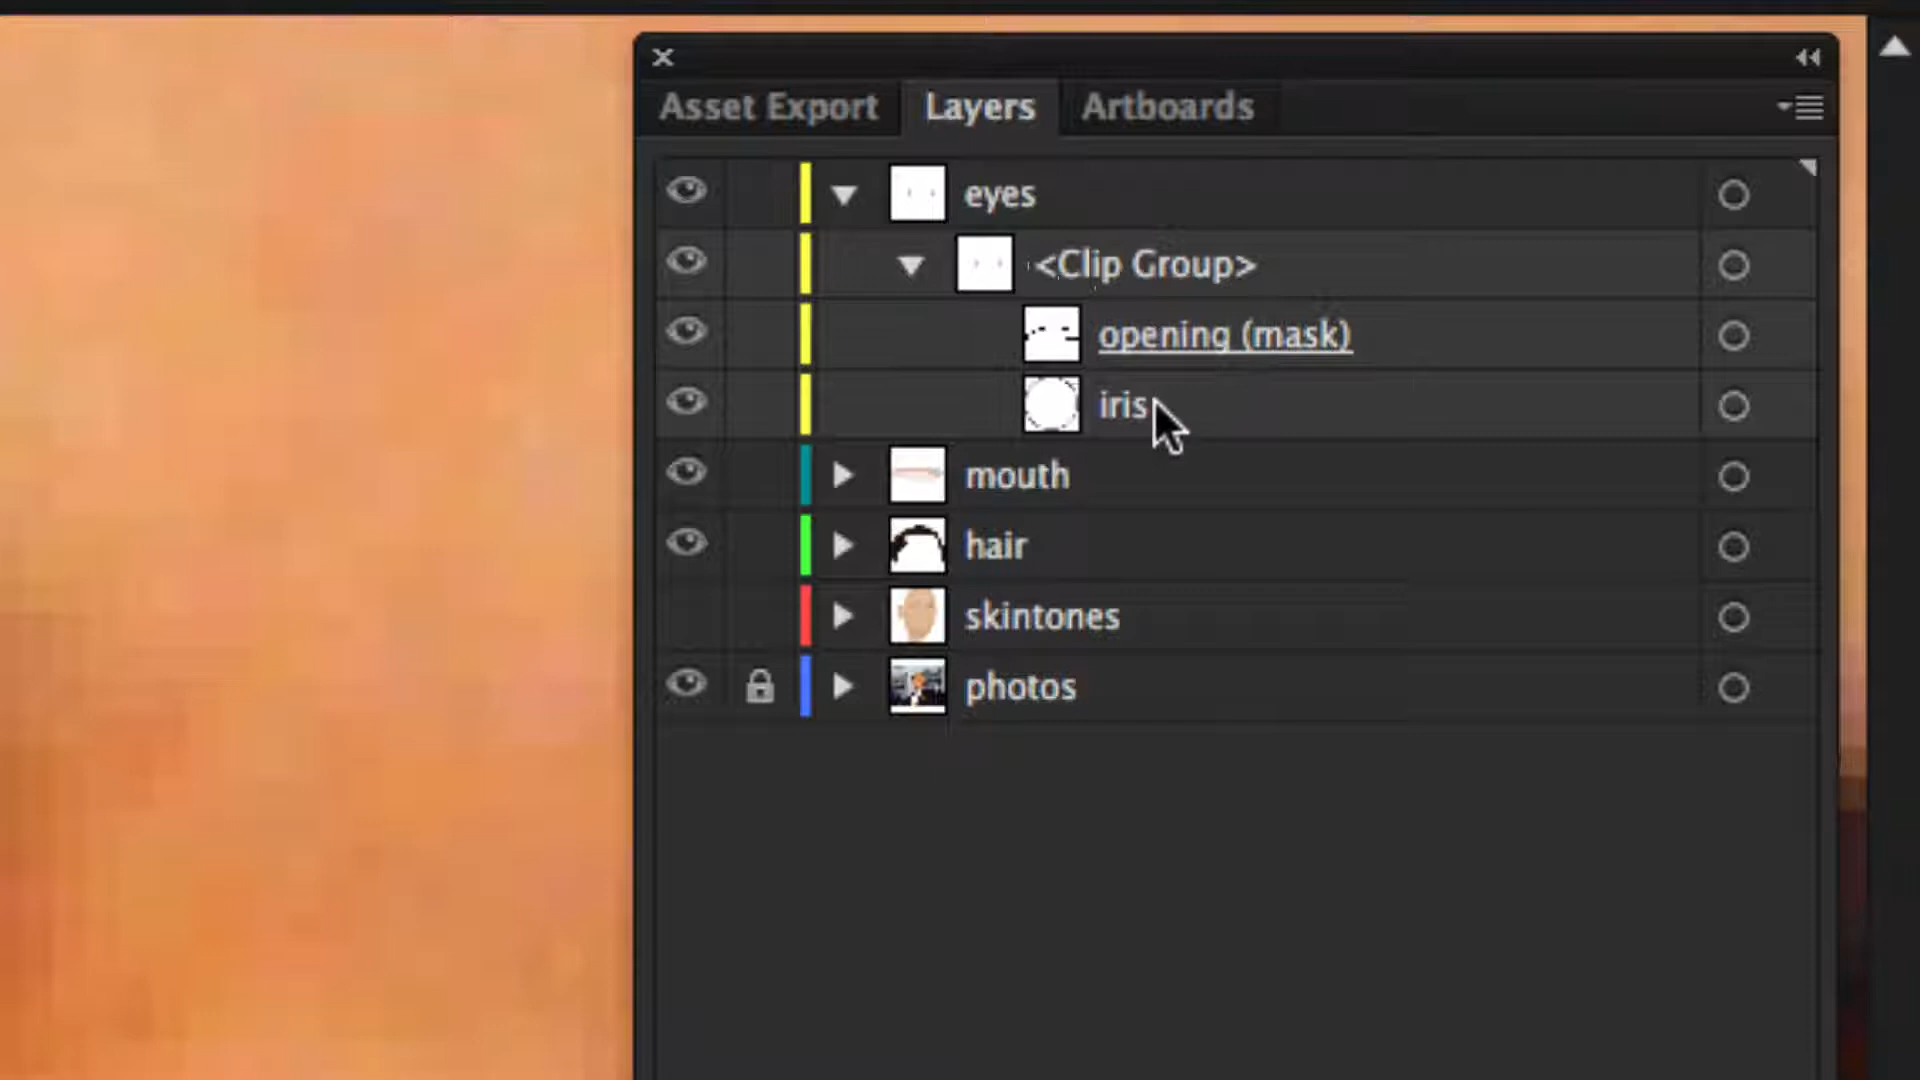 Asset Export Layers Artboards
eyes
<Clip Group>
opening (mask)
iris
mouth
hair
skintones
photos